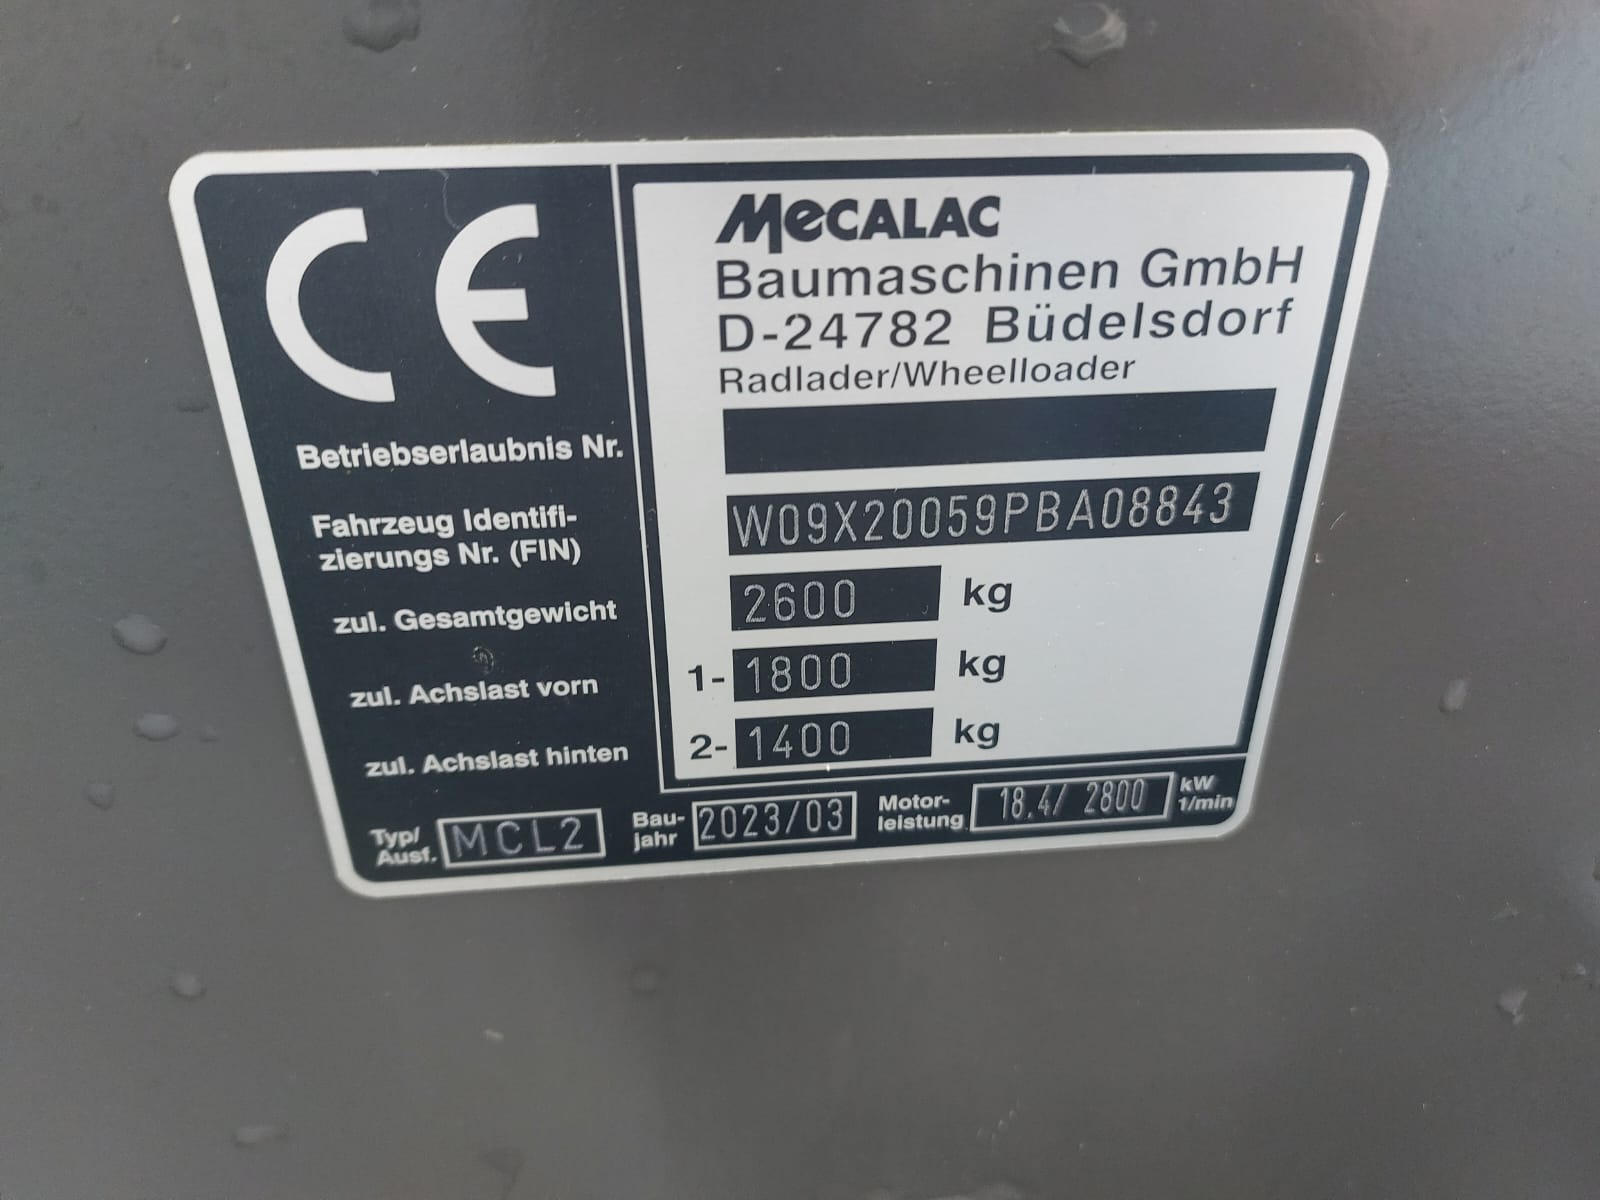 CE
MECALAC
Baumaschinen GmbH
D-24782 Büdelsdorf
Radlader/Wheelloader
Betriebserlaubnis Nr.
Fahrzeug Identifi-
zierungs Nr. (FIN) W09X20059PBA08843
zul. Gesamtgewicht 2600 kg
zul. Achslast vorn 1- 1800 kg
zul. Achslast hinten 2- 1400 kg
Typ/
Ausf. MCL2
Bau-
jahr 2023/03
Motor-
leistung 18.4/ 2800 kW
1/min